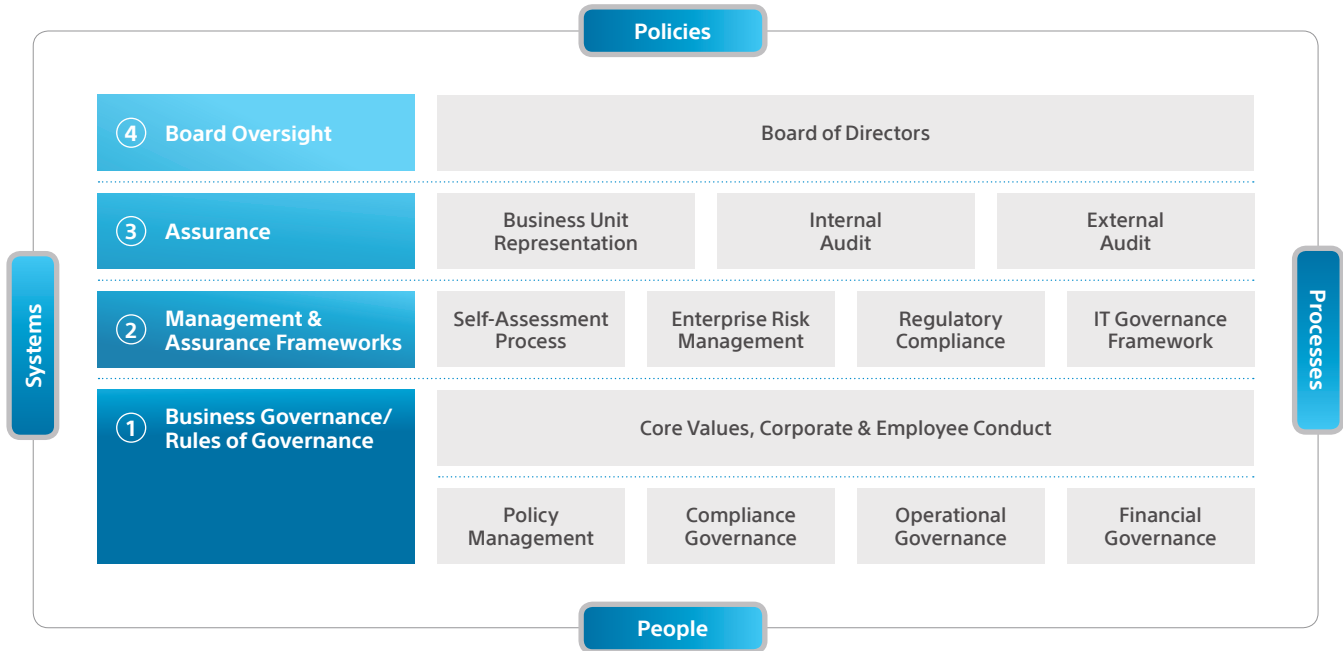 Policies
4 Board Oversight
Board of Directors
3 Assurance
Business Unit
Representation
Internal
Audit
External
Audit
Systems
2 Management &
Assurance Frameworks
Self-Assessment
Process
Enterprise Risk
Management
Regulatory
Compliance
IT Governance
Framework
Processes
1 Business Governance/
Rules of Governance
Core Values, Corporate & Employee Conduct
Policy
Management
Compliance
Governance
Operational
Governance
Financial
Governance
People